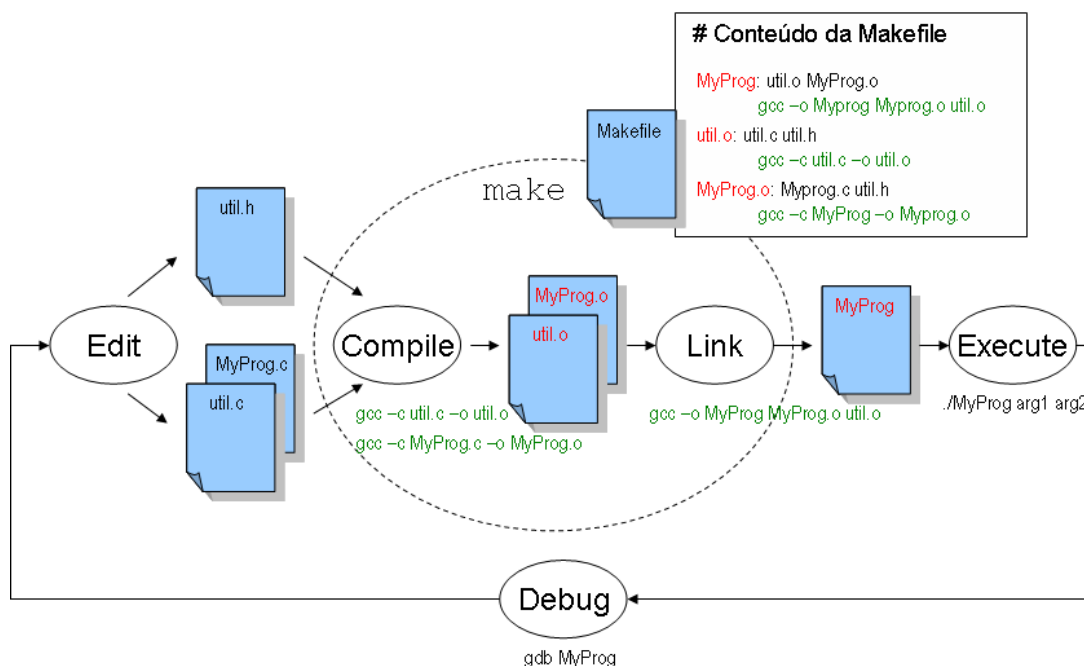 # Conteúdo da Makefile
MyProg: util.o MyProg.o
gcc –o Myprog Myprog.o util.o
util.o: util.c util.h
gcc –c util.c –o util.o
MyProg.o: Myprog.c util.h
gcc –c MyProg –o Myprog.o
Makefile
make
util.h
Edit
MyProg.c
util.c
Compile
gcc –c util.c –o util.o
gcc –c MyProg.c –o MyProg.o
MyProg.o
util.o
Link
gcc –o MyProg MyProg.o util.o
MyProg
Execute
./MyProg arg1 arg2
Debug
gdb MyProg